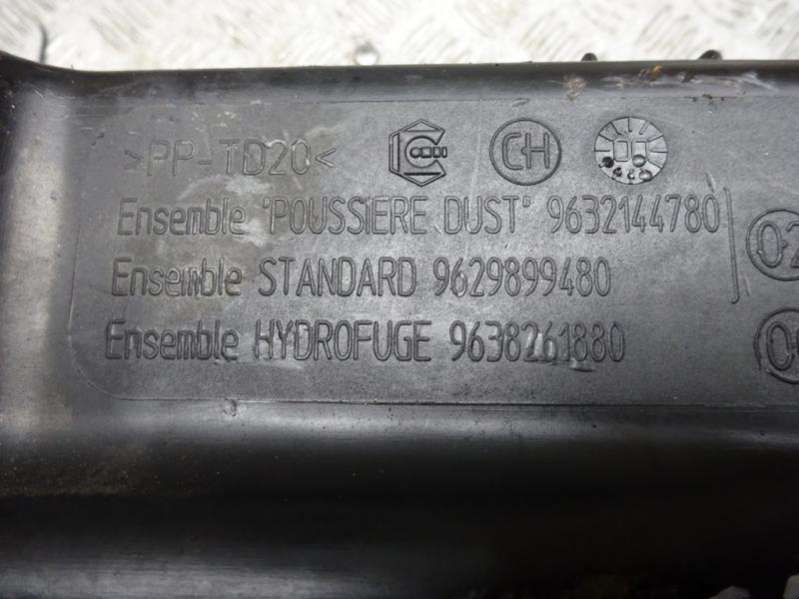 >PP-TD20< CH
Ensemble "POUSSIERE DUST" 9632144780
Ensemble STANDARD 9629899480
Ensemble HYDROFUGE 9638261880